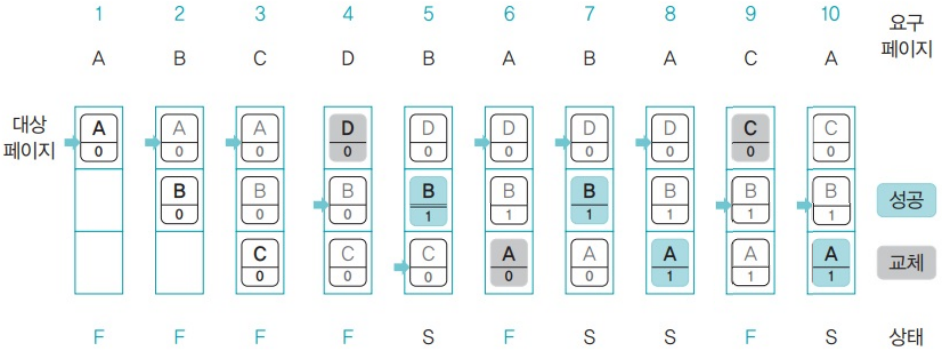 1 2 3 4 5 6 7 8 9 10 요구
페이지
A B C D B A B A C A
대상
페이지
A A A D D D D D C C
0 0 0 0 0 0 0 0 0 0
B B B B B B B B B
0 0 0 1 1 1 1 1 1
성공
C C C A A A A A
0 0 0 0 0 1 1 1
교체
F F F F S F S S F S 상태